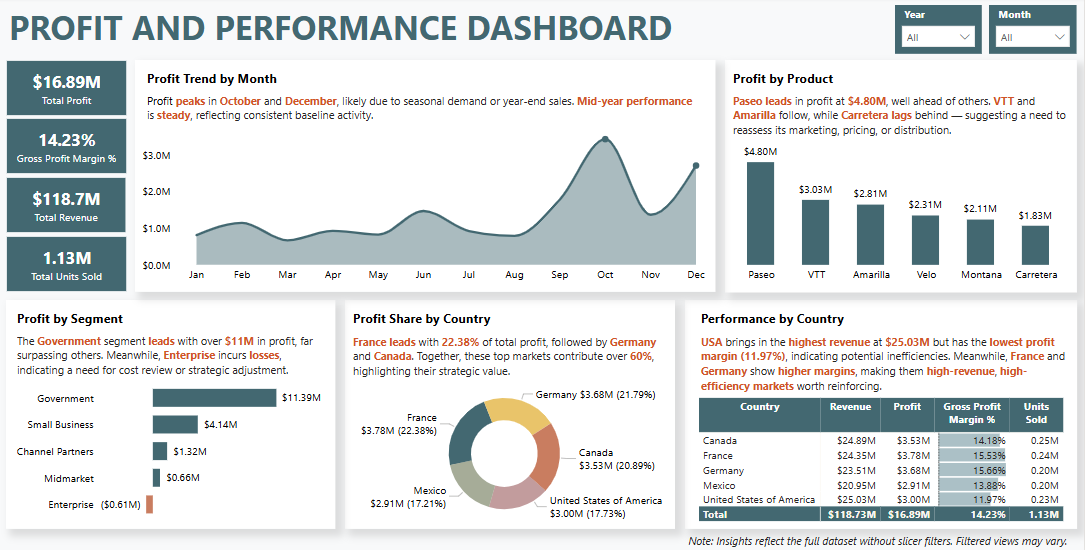 PROFIT AND PERFORMANCE DASHBOARD
Year
All
Month
All
$16.89M
Total Profit
14.23%
Gross Profit Margin %
$118.7M
Total Revenue
1.13M
Total Units Sold
Profit Trend by Month
Profit peaks in October and December, likely due to seasonal demand or year-end sales. Mid-year performance
is steady, reflecting consistent baseline activity.
$3.0M
$2.0M
$1.0M
$0.0M
Jan Feb Mar Apr May Jun Jul Aug Sep Oct Nov Dec
Profit by Product
Paseo leads in profit at $4.80M, well ahead of others. VTT and
Amarilla follow, while Carretera lags behind — suggesting a need to
reassess its marketing, pricing, or distribution.
$4.80M $3.03M $2.81M $2.31M $2.11M $1.83M
Paseo VTT Amarilla Velo Montana Carretera
Profit by Segment
The Government segment leads with over $11M in profit, far
surpassing others. Meanwhile, Enterprise incurs losses,
indicating a need for cost review or strategic adjustment.
Government $11.39M
Small Business $4.14M
Channel Partners $1.32M
Midmarket $0.66M
Enterprise ($0.61M)
Profit Share by Country
France leads with 22.38% of total profit, followed by Germany
and Canada. Together, these top markets contribute over 60%,
highlighting their strategic value.
Germany $3.68M (21.79%)
France
$3.78M (22.38%)
Canada
$3.53M (20.89%)
Mexico
$2.91M (17.21%)
United States of America
$3.00M (17.73%)
Performance by Country
USA brings in the highest revenue at $25.03M but has the lowest profit
margin (11.97%), indicating potential inefficiencies. Meanwhile, France and
Germany show higher margins, making them high-revenue, high-
efficiency markets worth reinforcing.
Country Revenue Profit Gross Profit Units
Margin % Sold
Canada $24.89M $3.53M 14.18% 0.25M
France $24.35M $3.78M 15.53% 0.24M
Germany $23.51M $3.68M 15.66% 0.20M
Mexico $20.95M $2.91M 13.88% 0.20M
United States of America $25.03M $3.00M 11.97% 0.23M
Total $118.73M $16.89M 14.23% 1.13M
Note: Insights reflect the full dataset without slicer filters. Filtered views may vary.